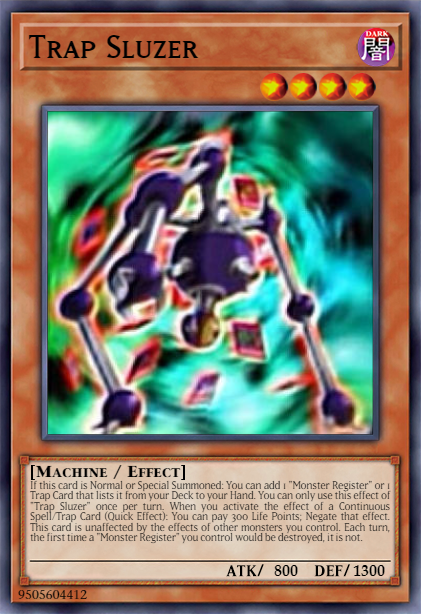 Trap Sluzer
DARK
闇
[Machine / Effect]
If this card is Normal or Special Summoned: You can add 1 "Monster Register" or 1
Trap Card that lists it from your Deck to your Hand. You can only use this effect of
"Trap Sluzer" once per turn. When you activate the effect of a Continuous
Spell/Trap Card (Quick Effect): You can pay 300 Life Points; Negate that effect.
This card is unaffected by the effects of other monsters you control. Each turn,
the first time a "Monster Register" you control would be destroyed, it is not.
ATK/ 800 DEF/1300
9505604412